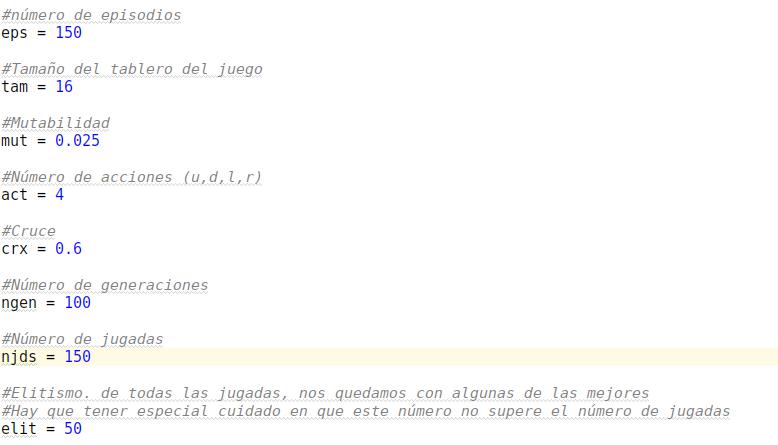 #número de episodios
eps = 150
#Tamaño del tablero del juego
tam = 16
#Mutabilidad
mut = 0.025
#Número de acciones (u,d,l,r)
act = 4
#Cruce
crx = 0.6
#Número de generaciones
ngen = 100
#Número de jugadas
njds = 150
#Elitismo. de todas las jugadas, nos quedamos con algunas de las mejores
#Hay que tener especial cuidado en que este número no supere el número de jugadas
elit = 50